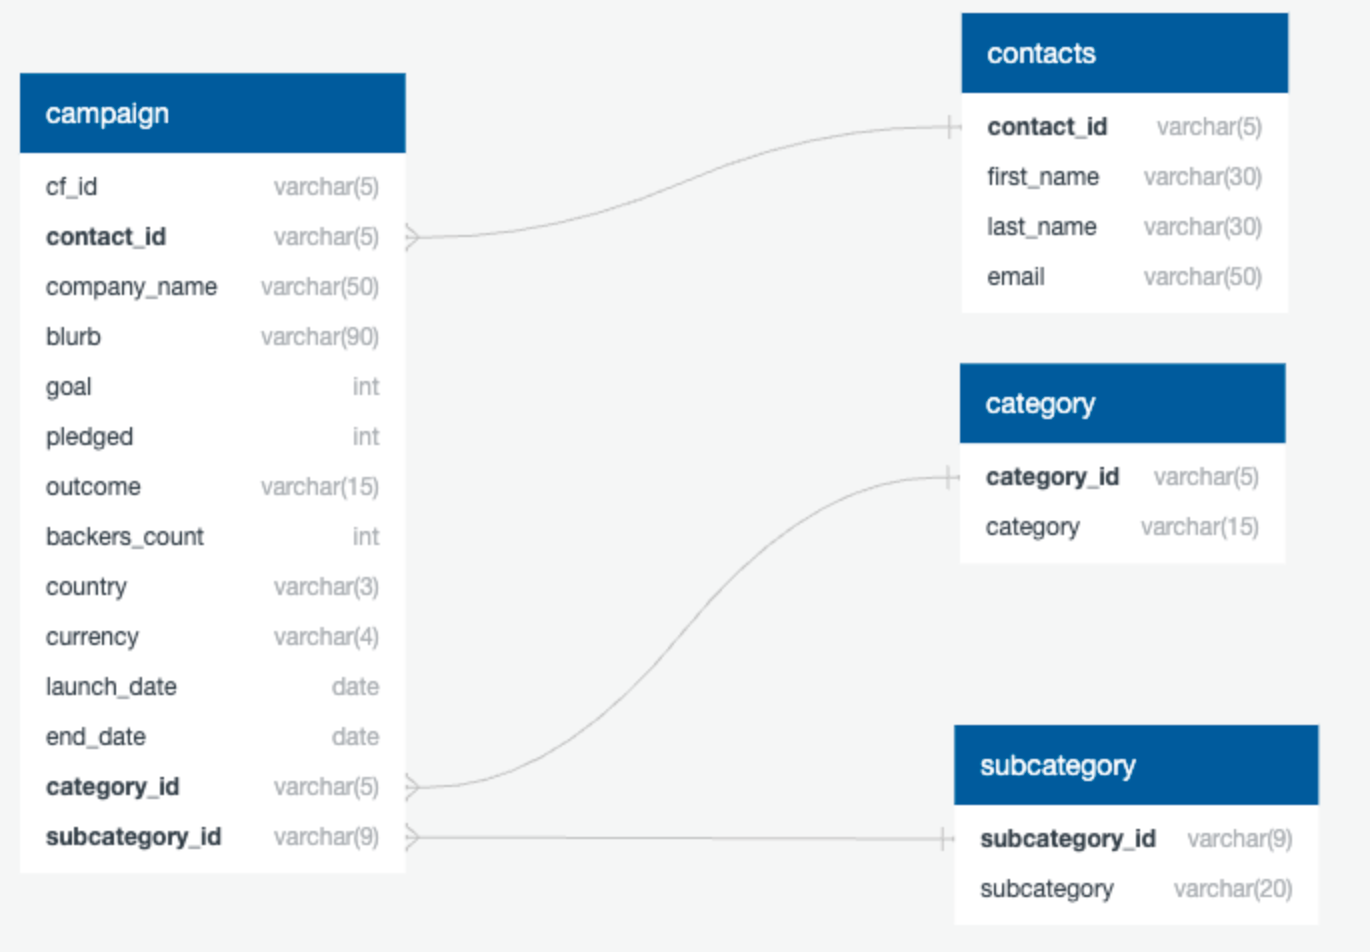 campaign
cf_id varchar(5)
contact_id varchar(5)
company_name varchar(50)
blurb varchar(90)
goal int
pledged int
outcome varchar(15)
backers_count int
country varchar(3)
currency varchar(4)
launch_date date
end_date date
category_id varchar(5)
subcategory_id varchar(9)
contacts
contact_id varchar(5)
first_name varchar(30)
last_name varchar(30)
email varchar(50)
category
category_id varchar(5)
category varchar(15)
subcategory
subcategory_id varchar(9)
subcategory varchar(20)